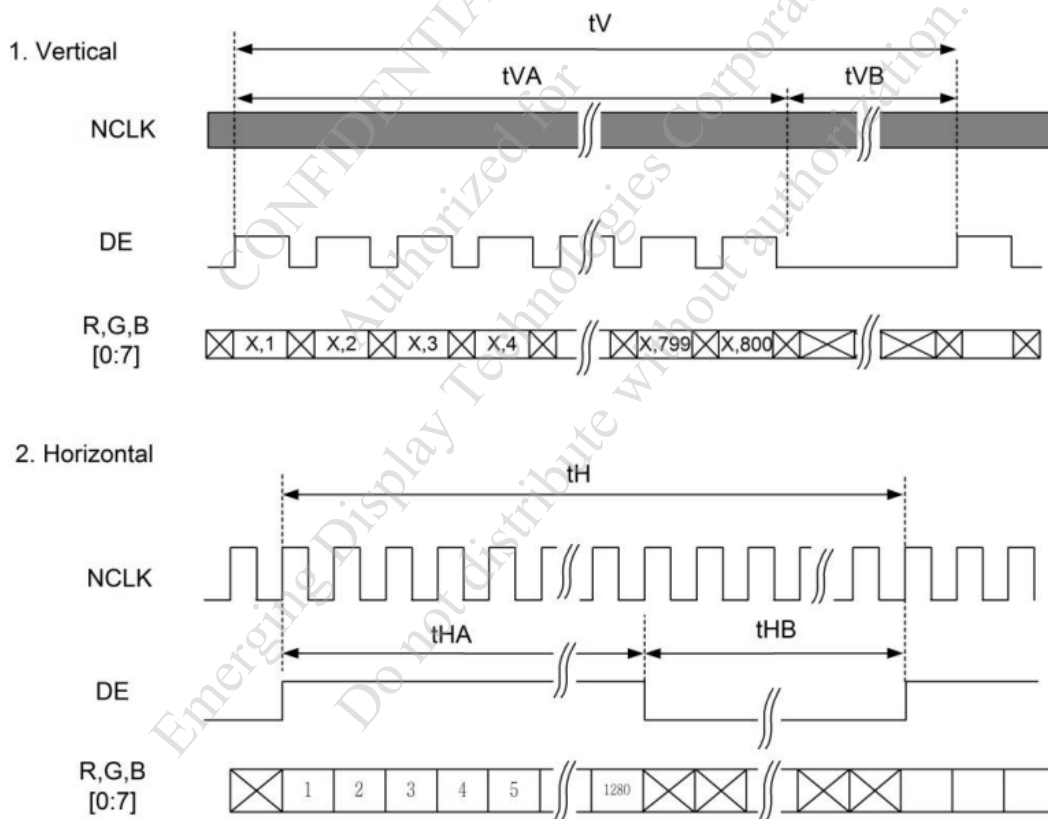 1. Vertical
tV
tVA
tVB
NCLK
DE
R,G,B
[0:7]
X,1
X,2
X,3
X,4
X,799
X,800
2. Horizontal
tH
NCLK
tHA
tHB
DE
R,G,B
[0:7]
1
2
3
4
5
1280
CONFIDENTIA
Authorized for
Emerging Display Technologies Corporat
Do not distribute without authorization.